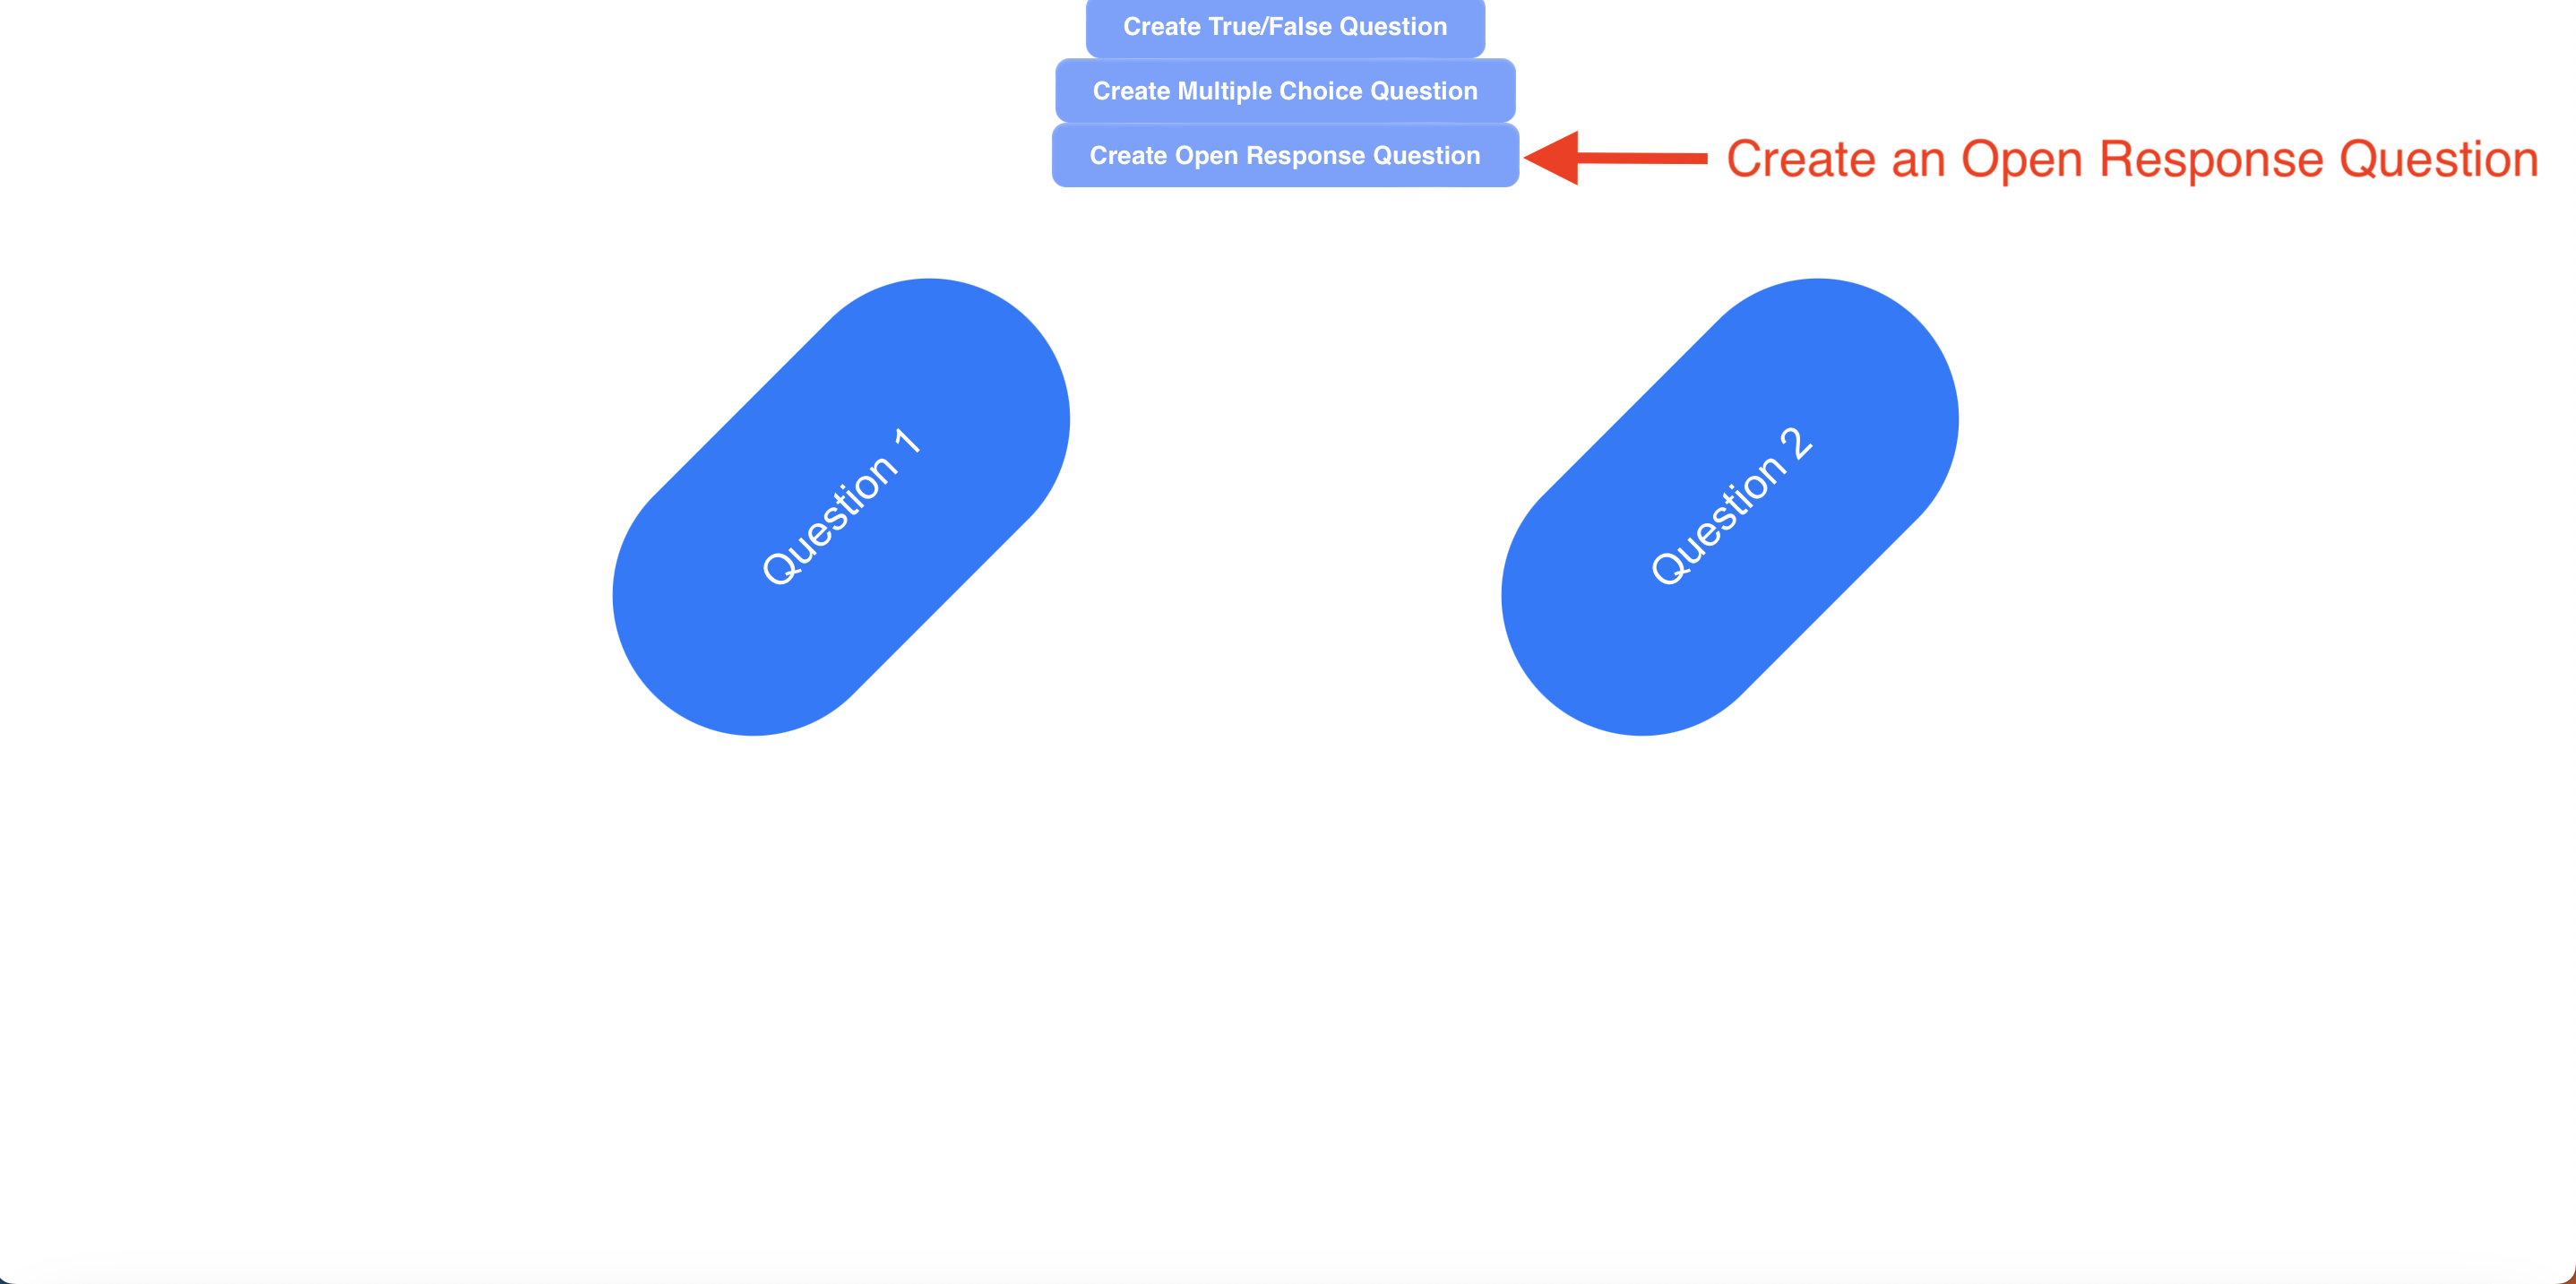 Create True/False Question
Create Multiple Choice Question
Create Open Response Question
Create an Open Response Question
Question 1
Question 2